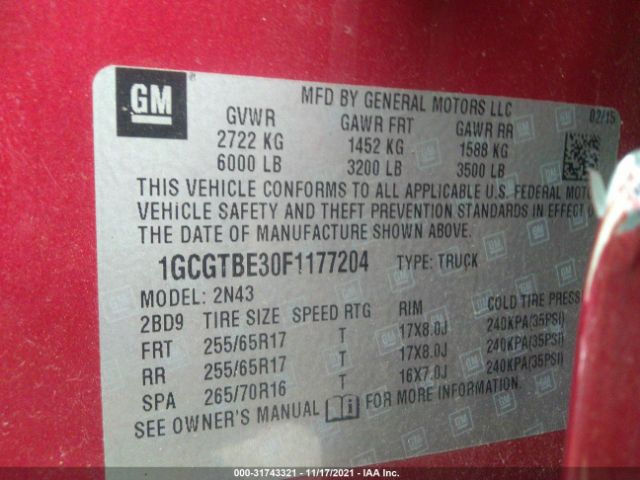 GM
MFD BY GENERAL MOTORS LLC
02/15
GVWR GAWR FRT GAWR RR
2722 KG 1452 KG 1588 KG
6000 LB 3200 LB 3500 LB
THIS VEHICLE CONFORMS TO ALL APPLICABLE U.S. FEDERAL MOTOR
VEHICLE SAFETY AND THEFT PREVENTION STANDARDS IN EFFECT O
THE DATE OF MANUFACTURE SHOWN ABOVE.
1GCGTBE30F1177204 TYPE: TRUCK
MODEL: 2N43
2BD9 TIRE SIZE SPEED RTG RIM COLD TIRE PRESS
FRT 255/65R17 T 17X8.0J 240KPA(35PSI)
RR 255/65R17 T 17X8.0J 240KPA(35PSI)
SPA 265/70R16 T 16X7.0J 240KPA(35PSI)
SEE OWNER'S MANUAL i FOR MORE INFORMATION.
000-31743321 - 11/17/2021 - IAA Inc.